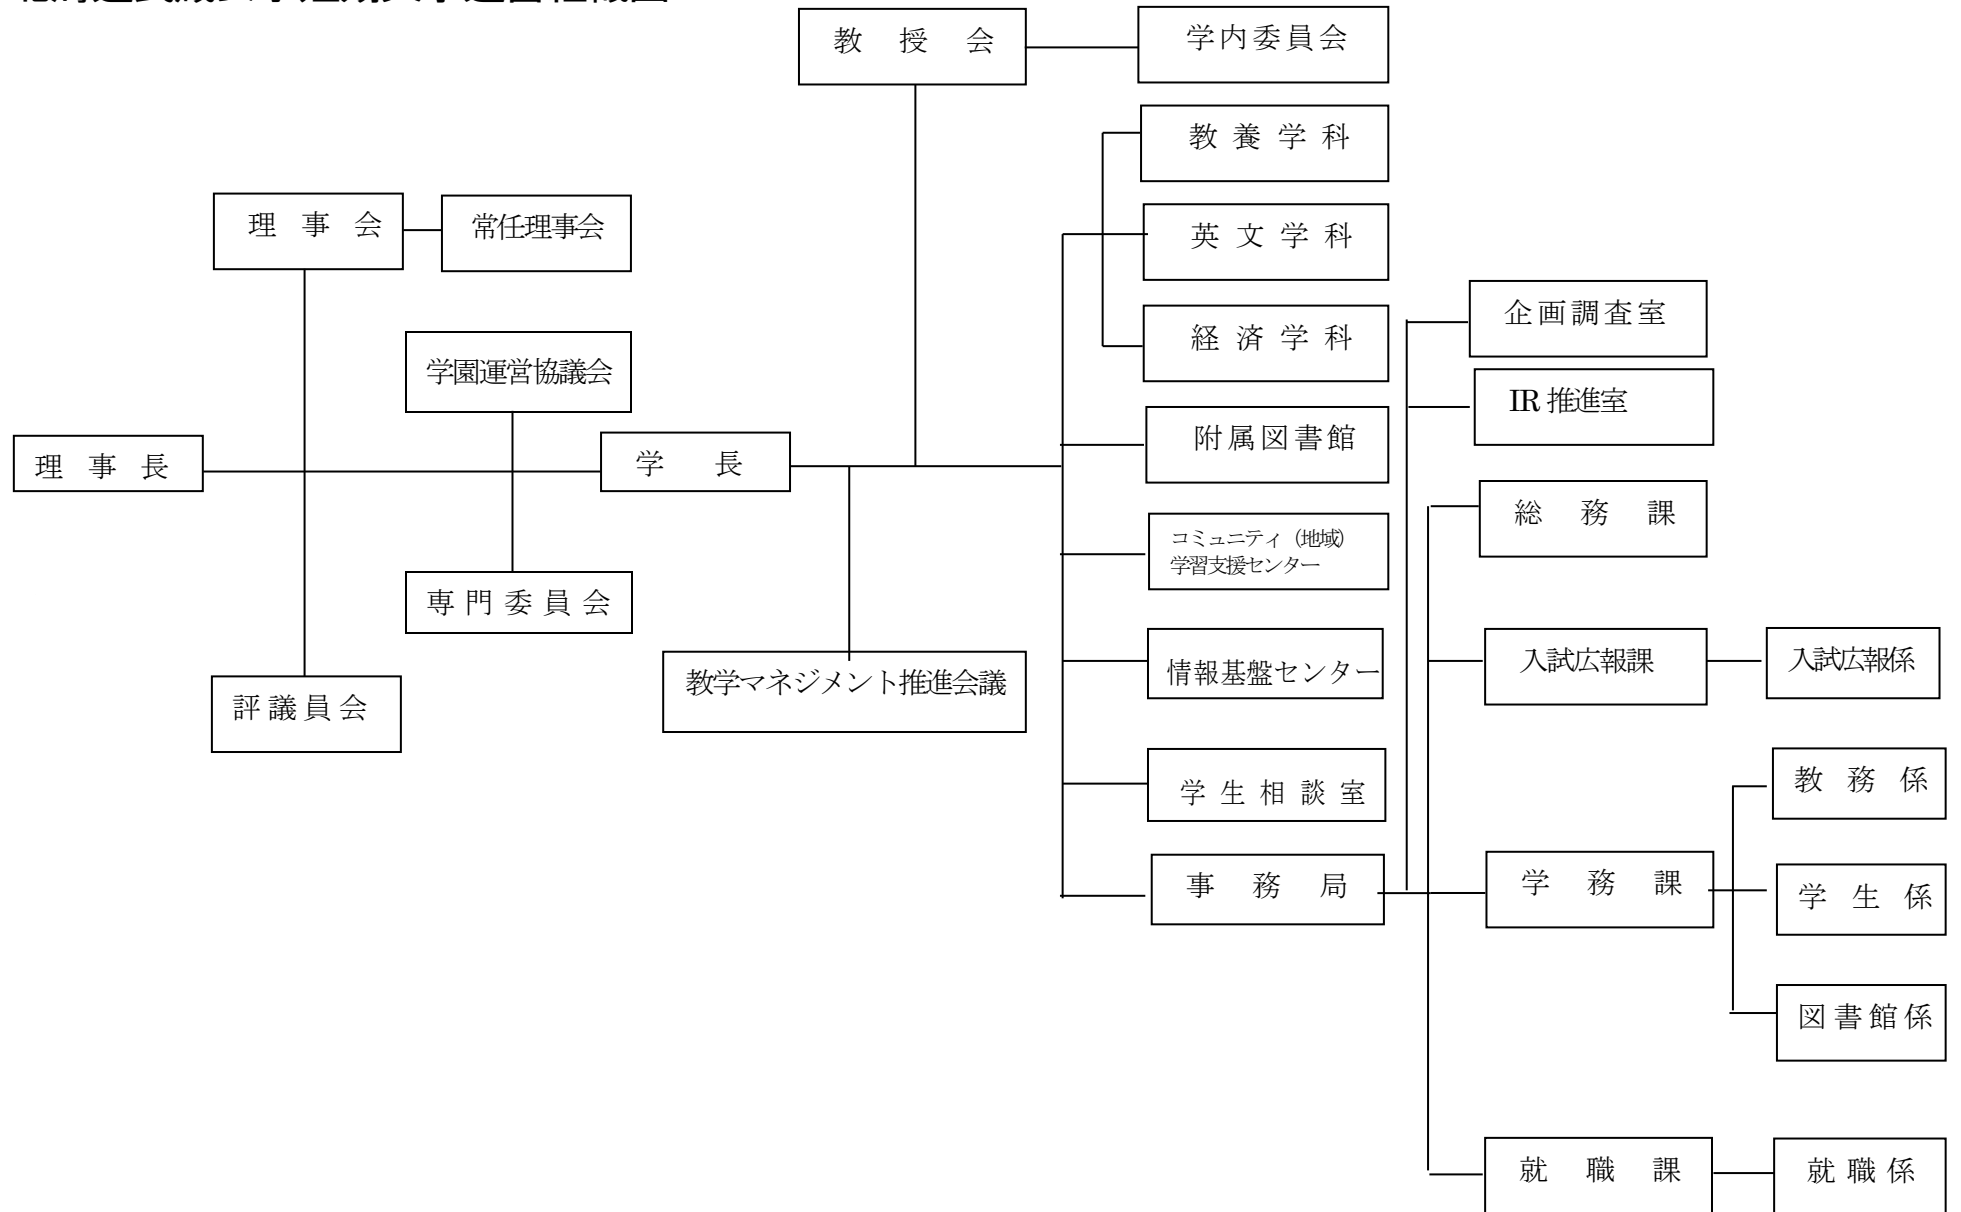 教授会
学内委員会
教養学科
理事会
常任理事会
英文学科
企画調査室
経済学科
学園運営協議会
IR推進室
附属図書館
理事長
学長
総務課
コミュニティ（地域）
学習支援センター
専門委員会
入試広報課
入試広報係
情報基盤センター
教学マネジメント推進会議
評議員会
教務係
学生相談室
事務局
学務課
学生係
図書館係
就職課
就職係